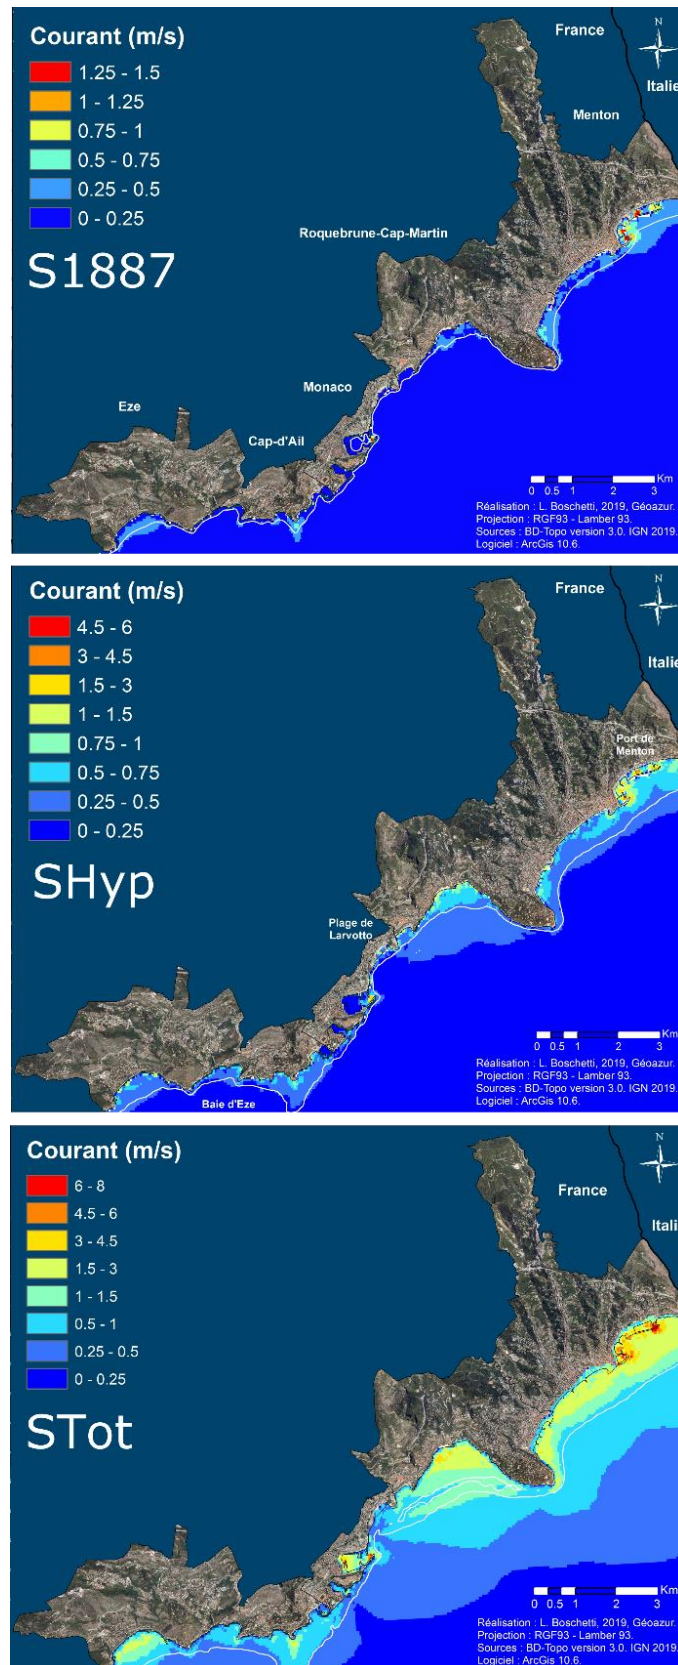 Courant (m/s)
1.25 - 1.5
1 - 1.25
0.75 - 1
0.5 - 0.75
0.25 - 0.5
0 - 0.25
S1887
France
N
Italie
Menton
Roquebrune-Cap-Martin
Monaco
Eze
Cap-d'Ail
Km
0 0.5 1 2 3
Réalisation : L. Boschetti, 2019, Géoazur.
Projection : RGF93 - Lamber 93.
Sources : BD-Topo version 3.0. IGN 2019.
Logiciel : ArcGis 10.6.
Courant (m/s)
4.5 - 6
3 - 4.5
1.5 - 3
1 - 1.5
0.75 - 1
0.5 - 0.75
0.25 - 0.5
0 - 0.25
SHyp
France
N
Italie
Port de
Menton
Plage de
Larvotto
Baie d'Eze
Km
0 0.5 1 2 3
Réalisation : L. Boschetti, 2019, Géoazur.
Projection : RGF93 - Lamber 93.
Sources : BD-Topo version 3.0. IGN 2019.
Logiciel : ArcGis 10.6.
Courant (m/s)
6 - 8
4.5 - 6
3 - 4.5
1.5 - 3
1 - 1.5
0.5 - 1
0.25 - 0.5
0 - 0.25
STot
France
N
Itali
Km
0 0.5 1 2 3
Réalisation : L. Boschetti, 2019, Géoazur.
Projection : RGF93 - Lamber 93.
Sources : BD-Topo version 3.0. IGN 2019.
Logiciel : ArcGis 10.6.